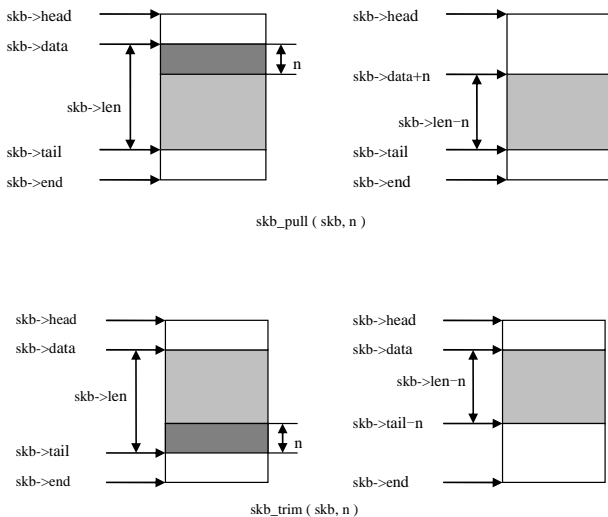 skb->head
skb->data
n
skb->len
skb->tail
skb->end
skb->head
skb->data+n
skb->len−n
skb->tail
skb->end
skb_pull ( skb, n )
skb->head
skb->data
skb->len
n
skb->tail
skb->end
skb->head
skb->data
skb->len−n
skb->tail−n
skb->end
skb_trim ( skb, n )